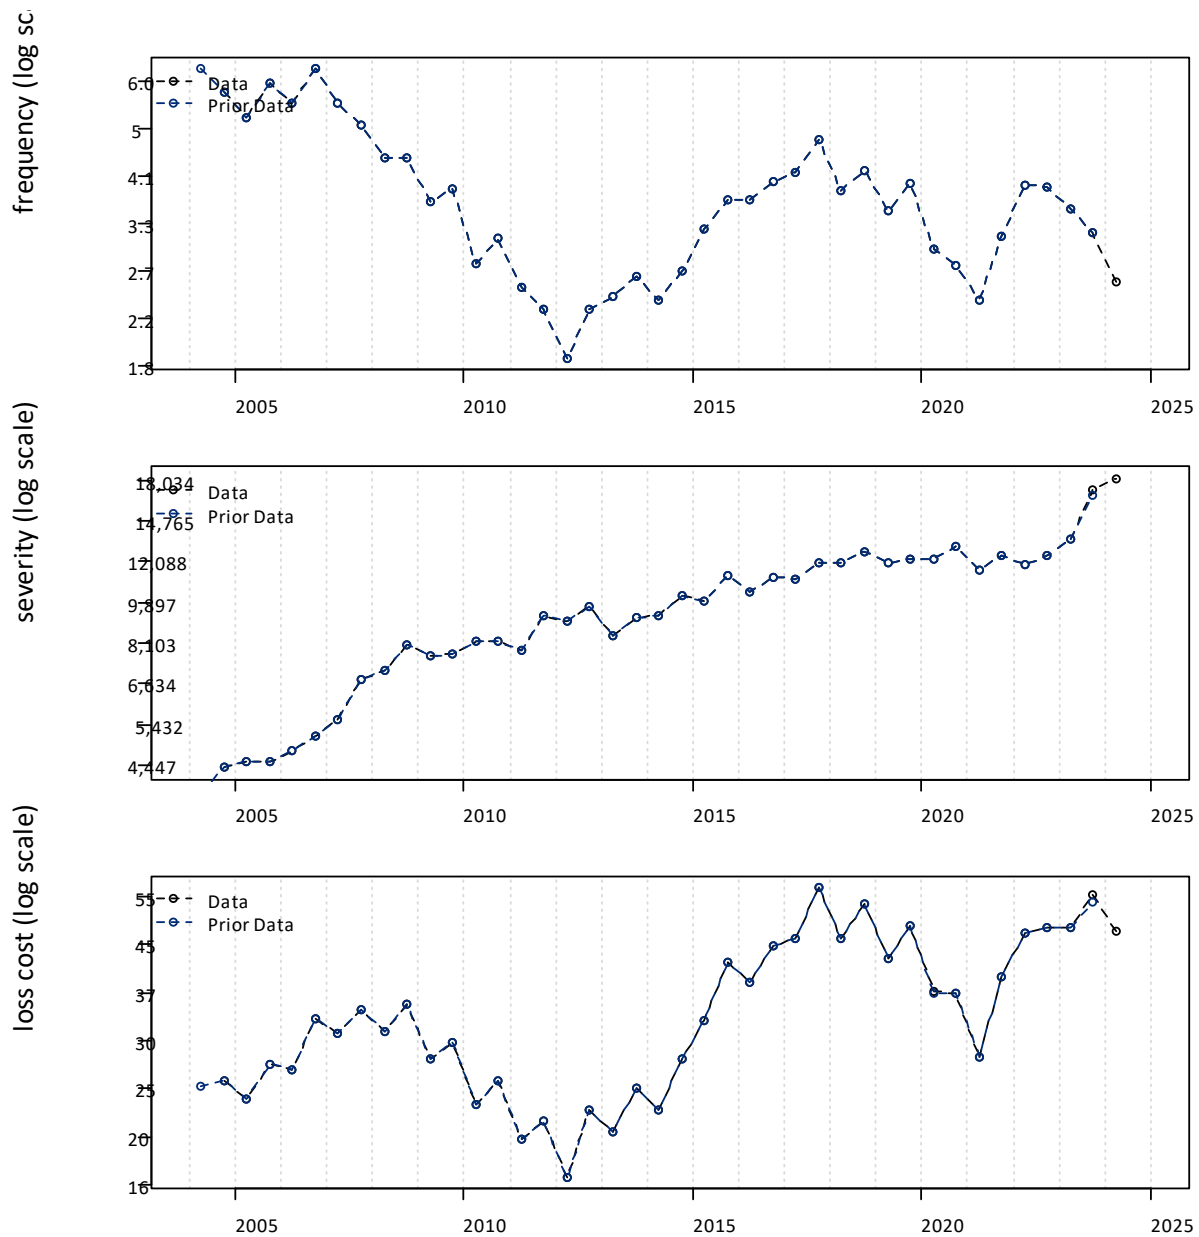 frequency (log sc
6.0
Data
Prior Data
5
4.1
3.3
2.7
2.2
1.8
2005 2010 2015 2020 2025
severity (log scale)
18,034
Data
Prior Data
14,765
12,088
9,897
8,103
6,634
5,432
4,447
2005 2010 2015 2020 2025
loss cost (log scale)
55
Data
Prior Data
45
37
30
25
20
16
2005 2010 2015 2020 2025